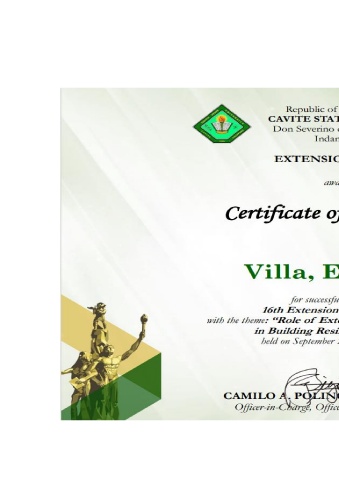 Republic of
CAVITE STAT
Don Severino
Indan
EXTENSIO
awa
Certificate of
Villa, E
for successfu
16th Extension
with the theme: “Role of Exte
in Building Resi
held on September
CAMILO A. POLING
Officer-in-Charge, Offic